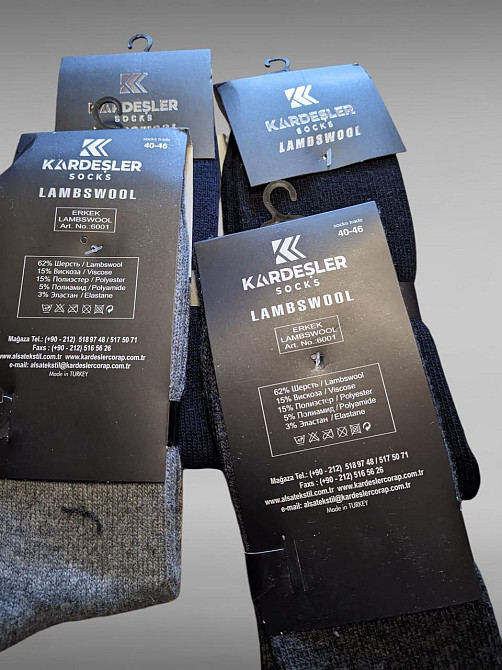 KARDEŞLER
SOCKS
KARDEŞLER
SOCKS
LAMBSWOOL
socks trade
40-46
KARDEŞLER
SOCKS
LAMBSWOOL
ERKEK
LAMBSWOOL
Art. No.:6001
62% Шерсть / Lambswool
15% Вискоза / Viscose
15% Полиэстер / Polyester
5% Полиамид / Polyamide
3% Эластан / Elastane
Mağaza Tel.: (+90 - 212) 518 97 48 / 517 50 71
Faxs : (+90 - 212) 516 56 26
www.alsatekstil.com www.kardeslercorap.com.tr
e-mail: alsatekstil@kardeslercorap.com.tr
Made in TURKEY
socks trade
40-46
KARDEŞLER
SOCKS
LAMBSWOOL
ERKEK
LAMBSWOOL
Art. No.:6001
62% Шерсть / Lambswool
15% Вискоза / Viscose
15% Полиэстер / Polyester
5% Полиамид / Polyamide
3% Эластан / Elastane
Mağaza Tel.: (+90 - 212) 518 97 48 / 517 50 71
Faxs : (+90 - 212) 516 56 26
www.alsatekstil.com www.kardeslercorap.com.tr
e-mail: alsatekstil@kardeslercorap.com.tr
Made in TURKEY